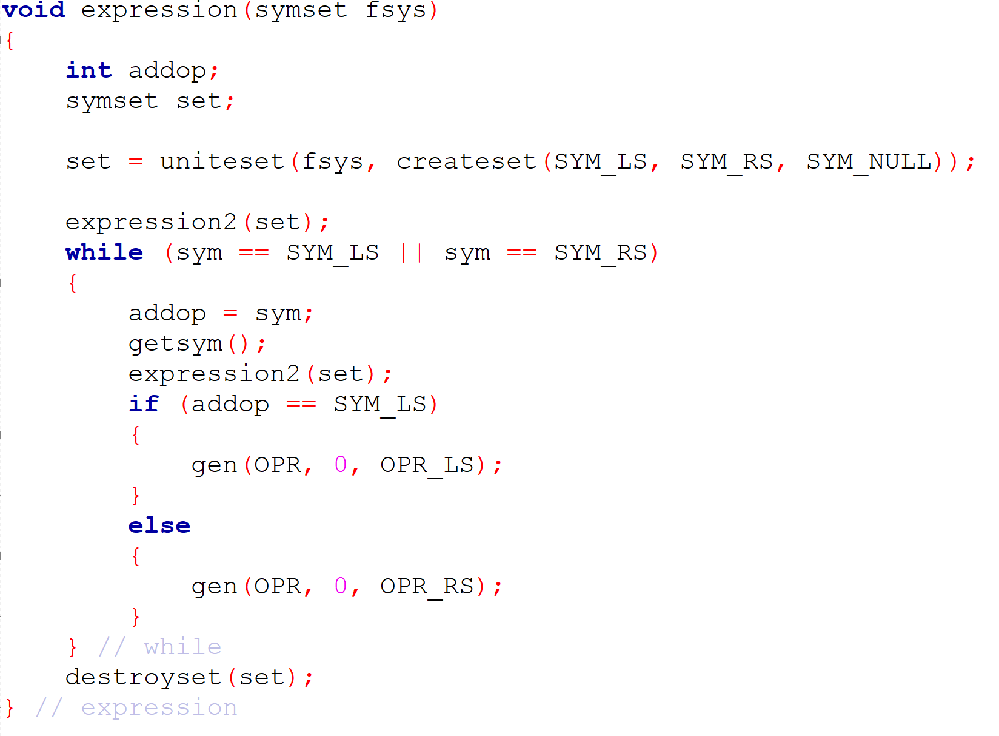 void expression(symset fsys)
{
    int addop;
    symset set;

    set = uniteset(fsys, createset(SYM_LS, SYM_RS, SYM_NULL));

    expression2(set);
    while (sym == SYM_LS || sym == SYM_RS)
    {
        addop = sym;
        getsym();
        expression2(set);
        if (addop == SYM_LS)
        {
            gen(OPR, 0, OPR_LS);
        }
        else
        {
            gen(OPR, 0, OPR_RS);
        }
    } // while
    destroyset(set);
} // expression